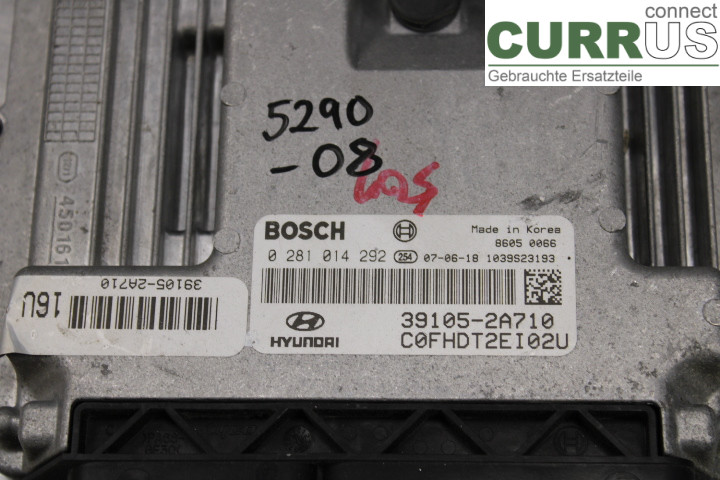 connect
CURRUS
Gebrauchte Ersatzteile
5290
-08
450161
BOSCH
Made in Korea
8605 0066
0 281 014 292 254 07-06-18 1039S23193
39105-2A710
16U
39105-2A710
HYUNDAI
C0FHDT2EI02U